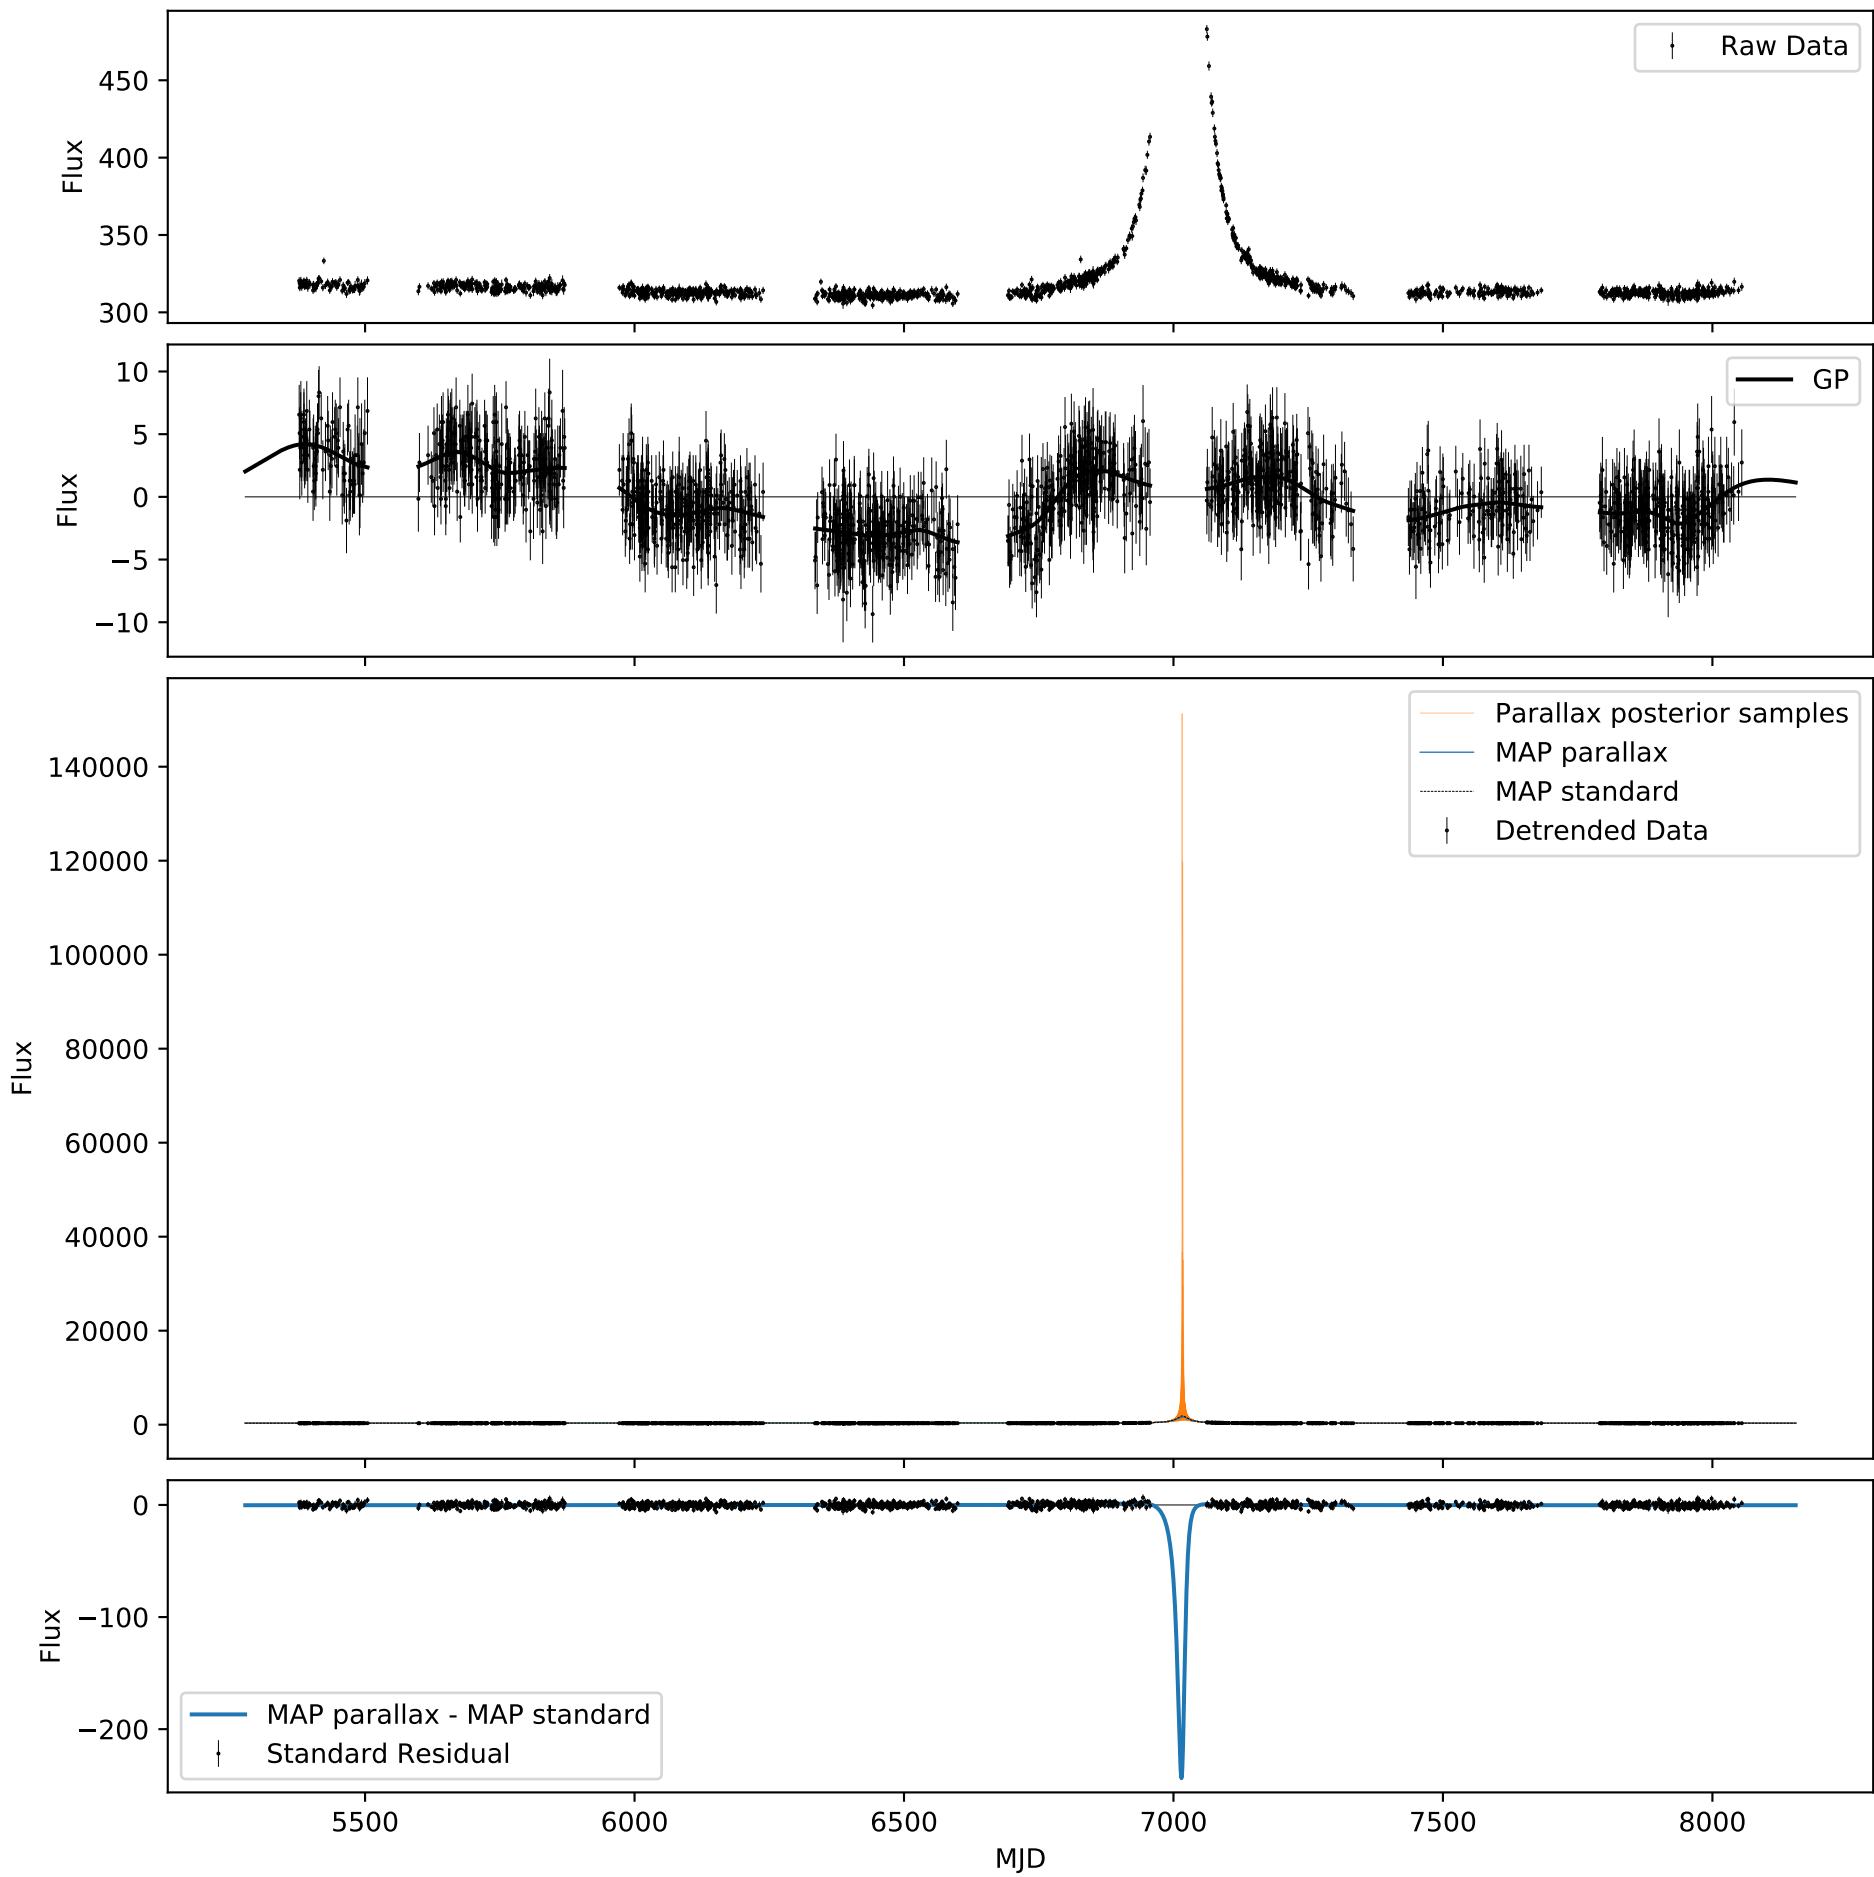 Raw Data
450
400
350
300
Flux
GP
10
5
0
−5
−10
Flux
Parallax posterior samples
MAP parallax
MAP standard
Detrended Data
140000
120000
100000
80000
60000
40000
20000
0
Flux
0
−100
−200
Flux
MAP parallax - MAP standard
Standard Residual
5500 6000 6500 7000 7500 8000
MJD